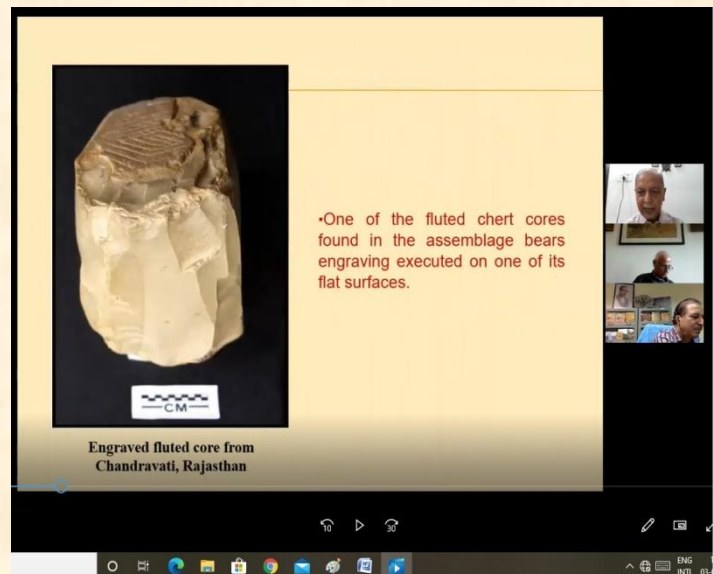 •One of the fluted chert cores
found in the assemblage bears
engraving executed on one of its
flat surfaces.
CM
Engraved fluted core from
Chandravati, Rajasthan
10
30
ENG
INTL